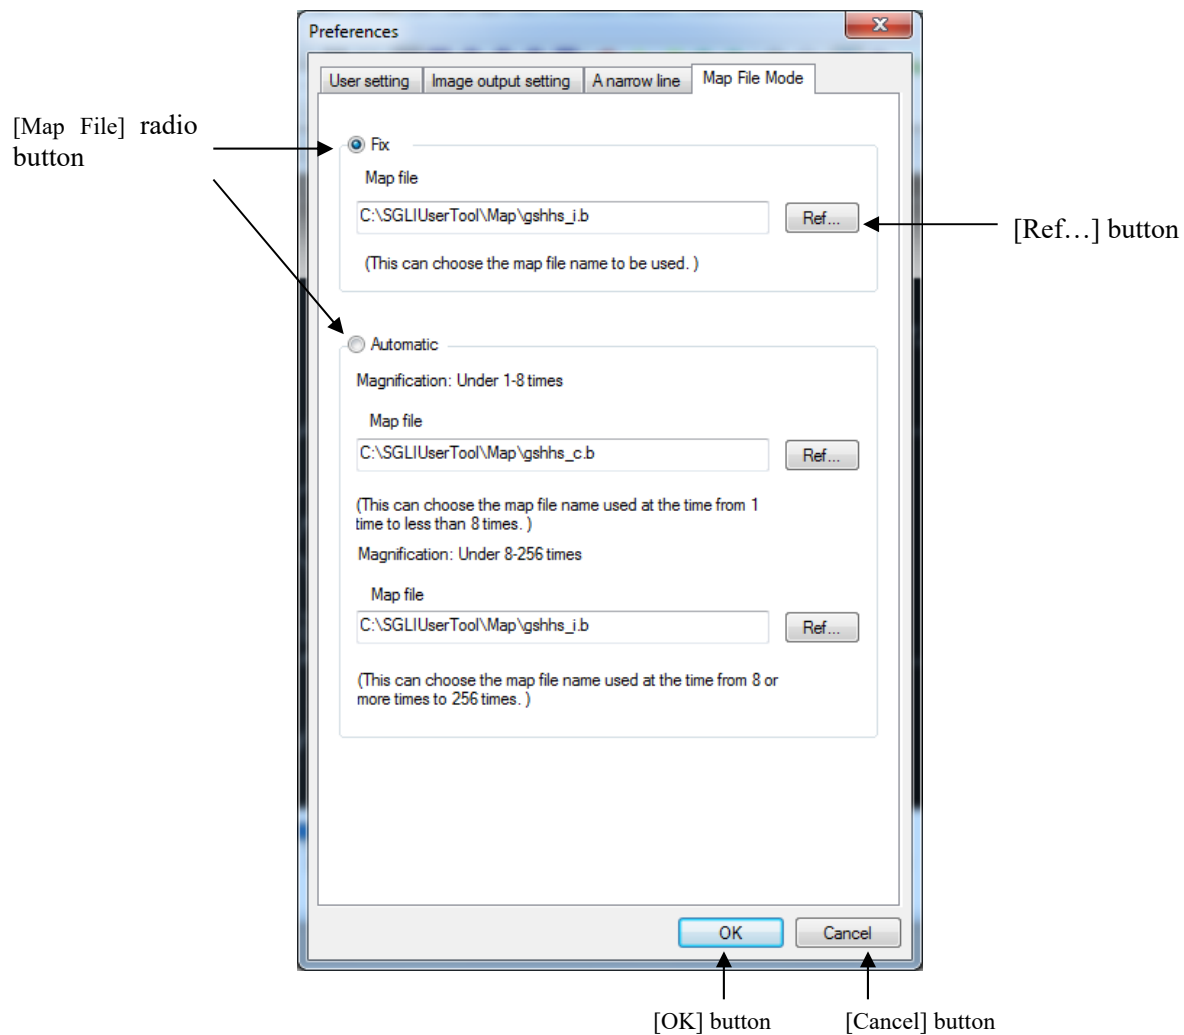 Preferences
User setting
Image output setting
A narrow line
Map File Mode
[Map File] radio
button
Fix
Map file
C:\SGLIUserTool\Map\gshhs_i.b
Ref...
[Ref…] button
(This can choose the map file name to be used. )
Automatic
Magnification: Under 1-8 times
Map file
C:\SGLIUserTool\Map\gshhs_c.b
Ref...
(This can choose the map file name used at the time from 1
time to less than 8 times. )
Magnification: Under 8-256 times
Map file
C:\SGLIUserTool\Map\gshhs_i.b
Ref...
(This can choose the map file name used at the time from 8 or
more times to 256 times. )
OK
Cancel
[OK] button
[Cancel] button